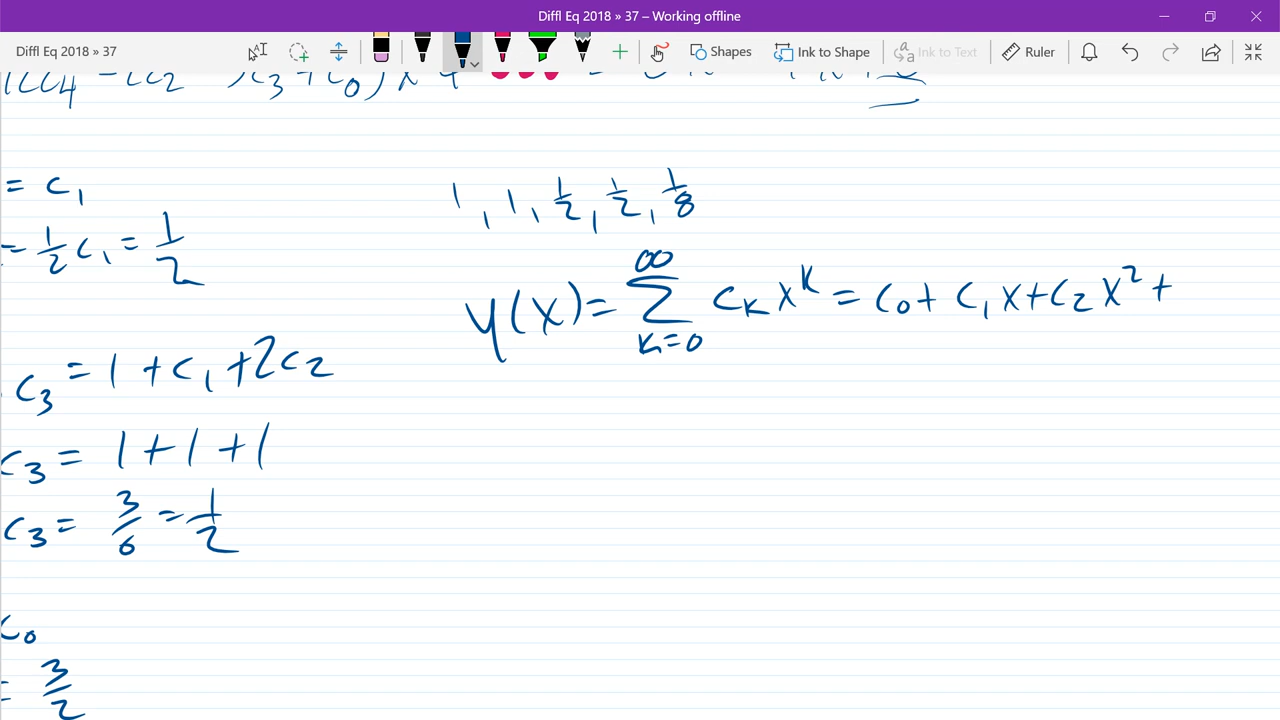 Diffl Eq 2018 » 37 – Working offline
Diffl Eq 2018 » 37
Shapes
Ink to Shape
Ink to Text
Ruler
= c₁
1, 1, 1/2, 1/2, 1/8
= 1/2 c₁ = 1/2
y(x) = ∑_{k=0}^{∞} c_k x^k = c₀ + c₁x + c₂x² +
c₃ = 1 + c₁ + 2c₂
c₃ = 1 + 1 + 1
c₃ = 3/6 = 1/2
c₀
= 3/2